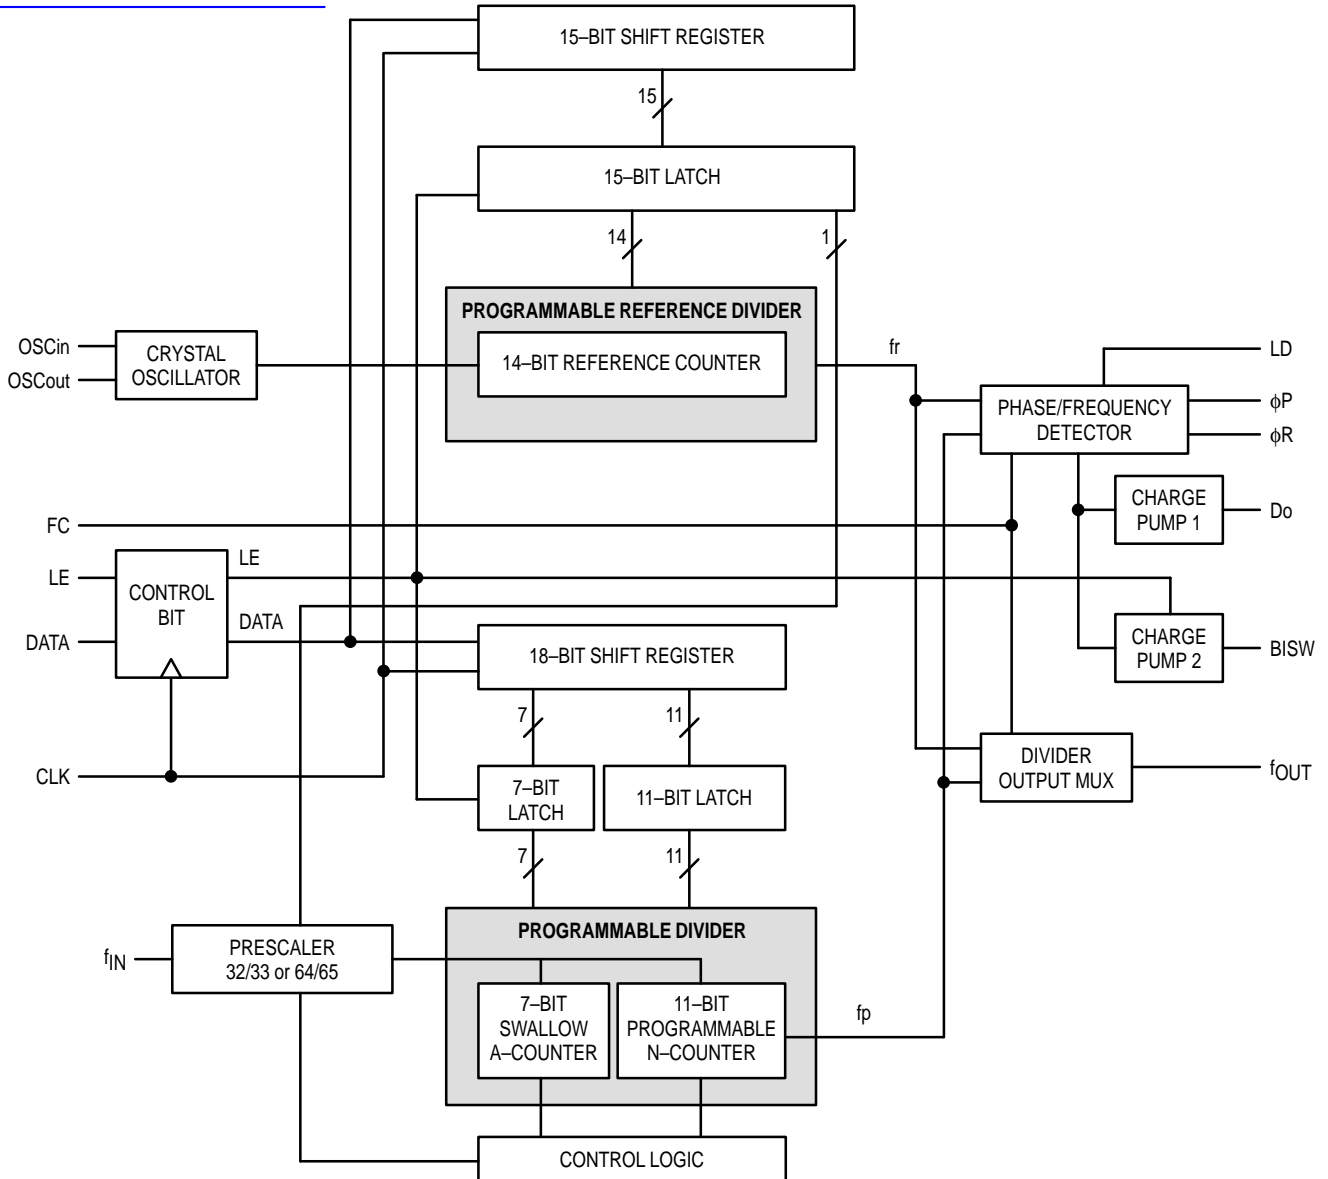 15–BIT SHIFT REGISTER
15
15–BIT LATCH
14
1
PROGRAMMABLE REFERENCE DIVIDER
14–BIT REFERENCE COUNTER
OSCin
OSCout
CRYSTAL
OSCILLATOR
fr
LD
PHASE/FREQUENCY
DETECTOR
ϕP
ϕR
CHARGE
PUMP 1
Do
FC
LE
DATA
CONTROL
BIT
LE
DATA
CHARGE
PUMP 2
BISW
18–BIT SHIFT REGISTER
7
11
CLK
7–BIT
LATCH
11–BIT LATCH
DIVIDER
OUTPUT MUX
fOUT
7
11
PROGRAMMABLE DIVIDER
fIN
PRESCALER
32/33 or 64/65
7–BIT
SWALLOW
A–COUNTER
11–BIT
PROGRAMMABLE
N–COUNTER
fp
CONTROL LOGIC